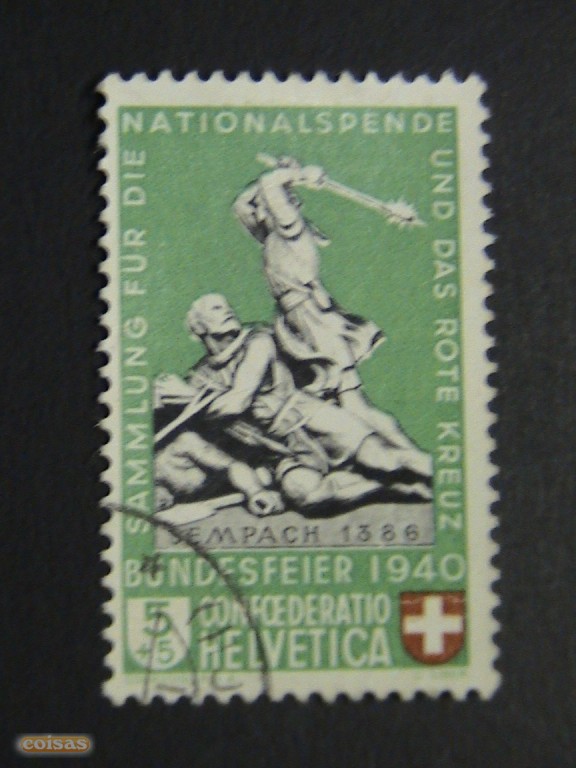 SAMMLUNG FÜR DIE
NATIONALSPENDE
UND DAS ROTE KREUZ
SEMPACH 1386
BUNDESFEIER 1940
5
+5
CONFŒDERATIO
HELVETICA
coisas